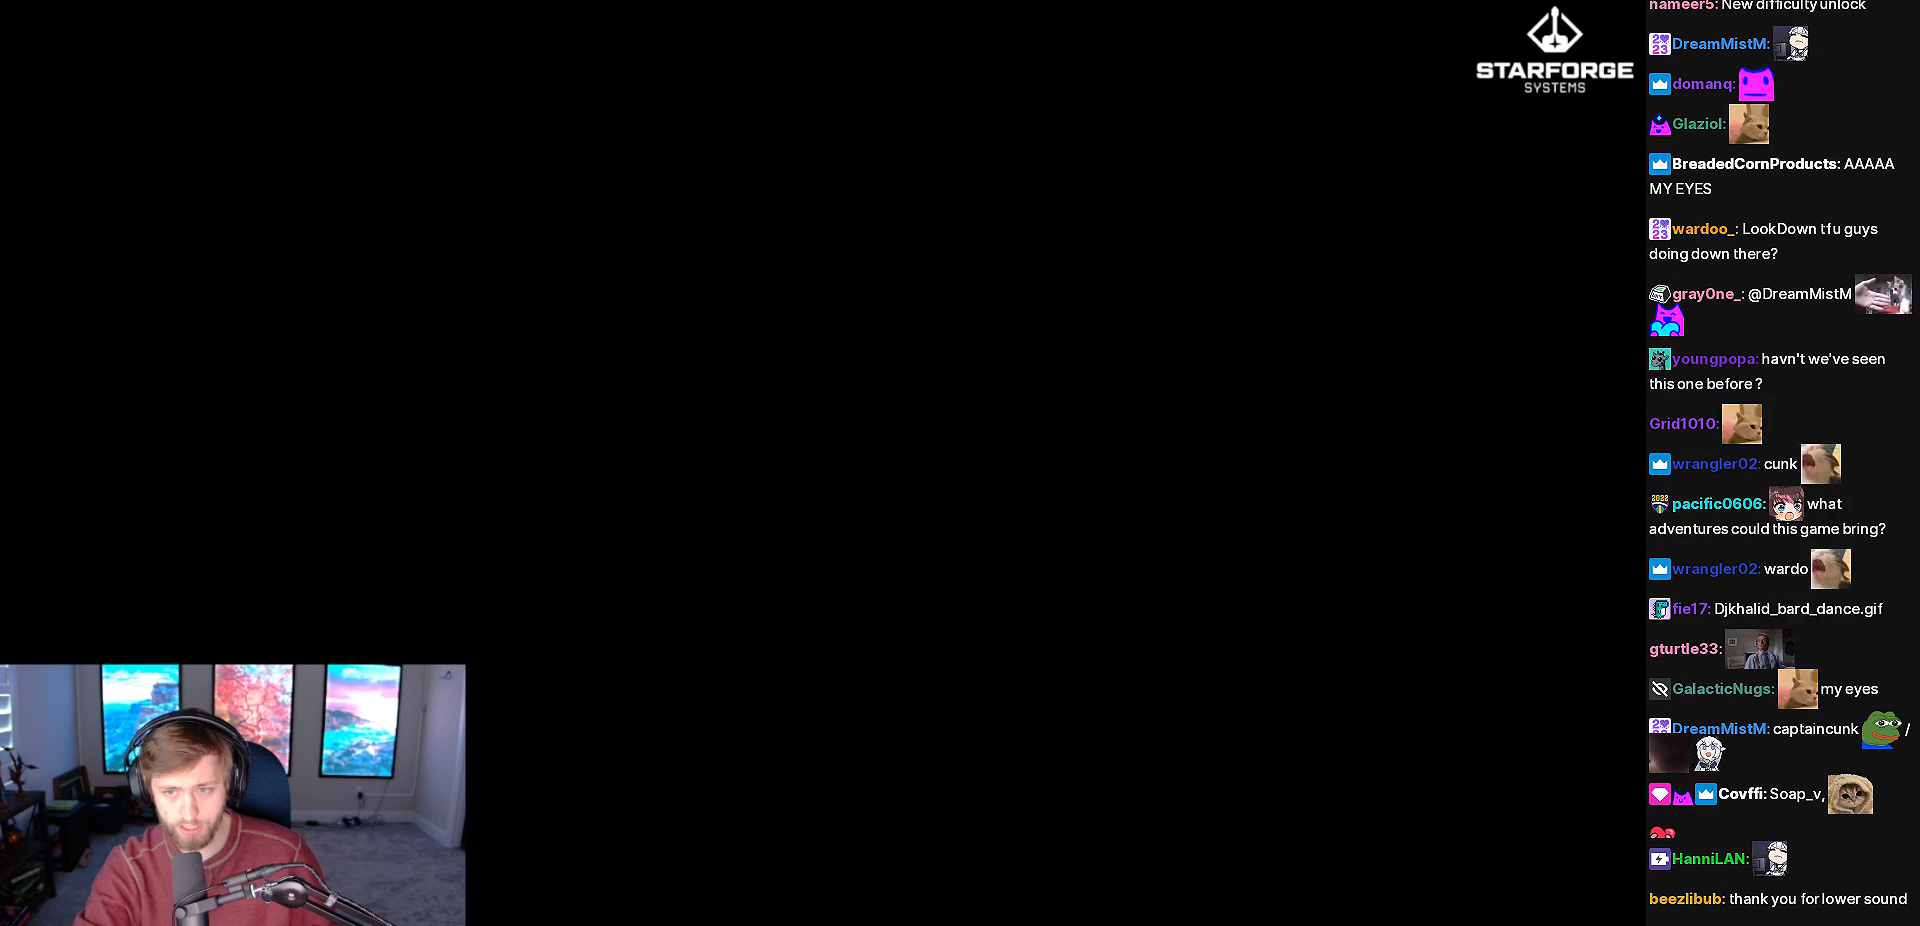 STARFORGE
SYSTEMS
nameer5: New difficulty unlock
DreamMistM:
domanq:
Glaziol:
BreadedCornProducts: AAAAA
MY EYES
wardoo_: LookDown tfu guys
doing down there?
gray0ne_: @DreamMistM
youngpopa: havn't we've seen
this one before ?
Grid1010:
wrangler02: cunk
pacific0606: what
adventures could this game bring?
wrangler02: wardo
fie17: Djkhalid_bard_dance.gif
gturtle33:
GalacticNugs: my eyes
DreamMistM: captaincunk /
Covffi: Soap_v,
HanniLAN:
beezlibub: thank you for lower sound